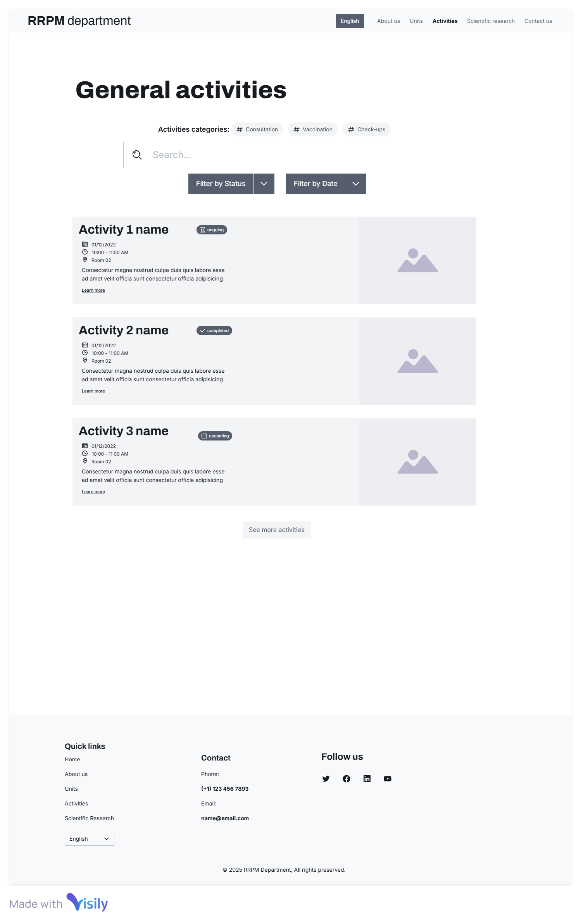 RRPM department
English
About us
Units
Activities
Scientific research
Contact us
General activities
Activities categories:
Consultation
Vaccination
Check-ups
Search...
Filter by Status
Filter by Date
Activity 1 name
ongoing
01/12/2022
10:00 - 11:00 AM
Room 02
Consectetur magna nostrud culpa duis quis labore esse
ad amet velit officia sunt consectetur officia adipisicing
Learn more
Activity 2 name
completed
01/12/2022
10:00 - 11:00 AM
Room 02
Consectetur magna nostrud culpa duis quis labore esse
ad amet velit officia sunt consectetur officia adipisicing
Learn more
Activity 3 name
upcoming
01/12/2022
10:00 - 11:00 AM
Room 02
Consectetur magna nostrud culpa duis quis labore esse
ad amet velit officia sunt consectetur officia adipisicing
Learn more
See more activities
Quick links
Home
About us
Units
Activities
Scientific Research
English
Contact
Phone:
(+1) 123 456 7893
Email:
name@email.com
Follow us
© 2025 RRPM Department, All rights preserved.
Made with Visily